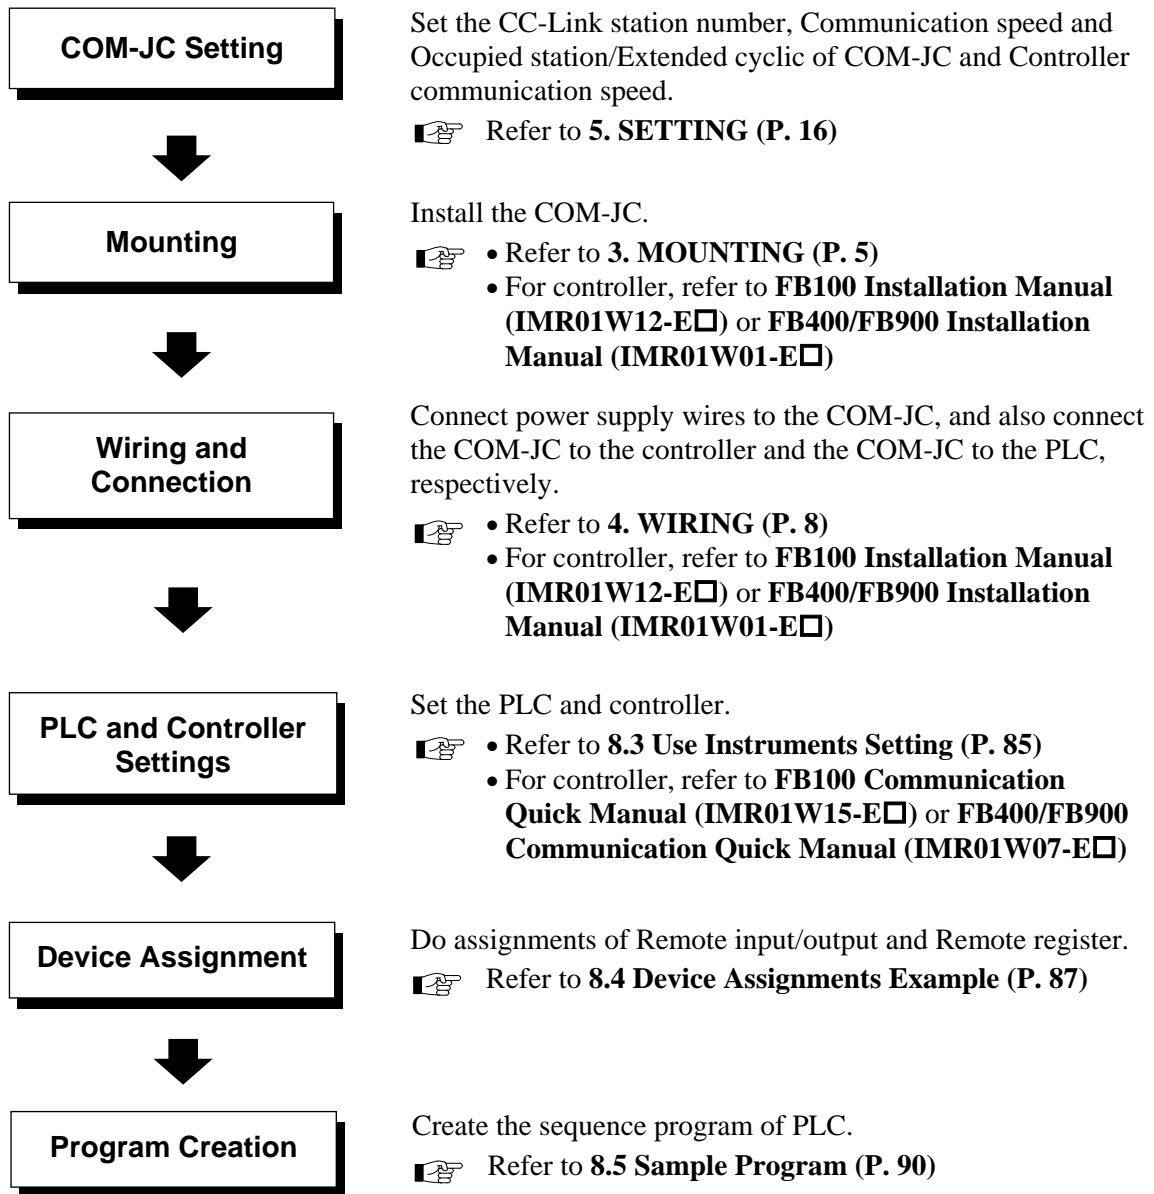 COM-JC Setting
Set the CC-Link station number, Communication speed and
Occupied station/Extended cyclic of COM-JC and Controller
communication speed.
Refer to 5. SETTING (P. 16)
Mounting
Install the COM-JC.
• Refer to 3. MOUNTING (P. 5)
• For controller, refer to FB100 Installation Manual
(IMR01W12-E□) or FB400/FB900 Installation
Manual (IMR01W01-E□)
Wiring and
Connection
Connect power supply wires to the COM-JC, and also connect
the COM-JC to the controller and the COM-JC to the PLC,
respectively.
• Refer to 4. WIRING (P. 8)
• For controller, refer to FB100 Installation Manual
(IMR01W12-E□) or FB400/FB900 Installation
Manual (IMR01W01-E□)
PLC and Controller
Settings
Set the PLC and controller.
• Refer to 8.3 Use Instruments Setting (P. 85)
• For controller, refer to FB100 Communication
Quick Manual (IMR01W15-E□) or FB400/FB900
Communication Quick Manual (IMR01W07-E□)
Device Assignment
Do assignments of Remote input/output and Remote register.
Refer to 8.4 Device Assignments Example (P. 87)
Program Creation
Create the sequence program of PLC.
Refer to 8.5 Sample Program (P. 90)